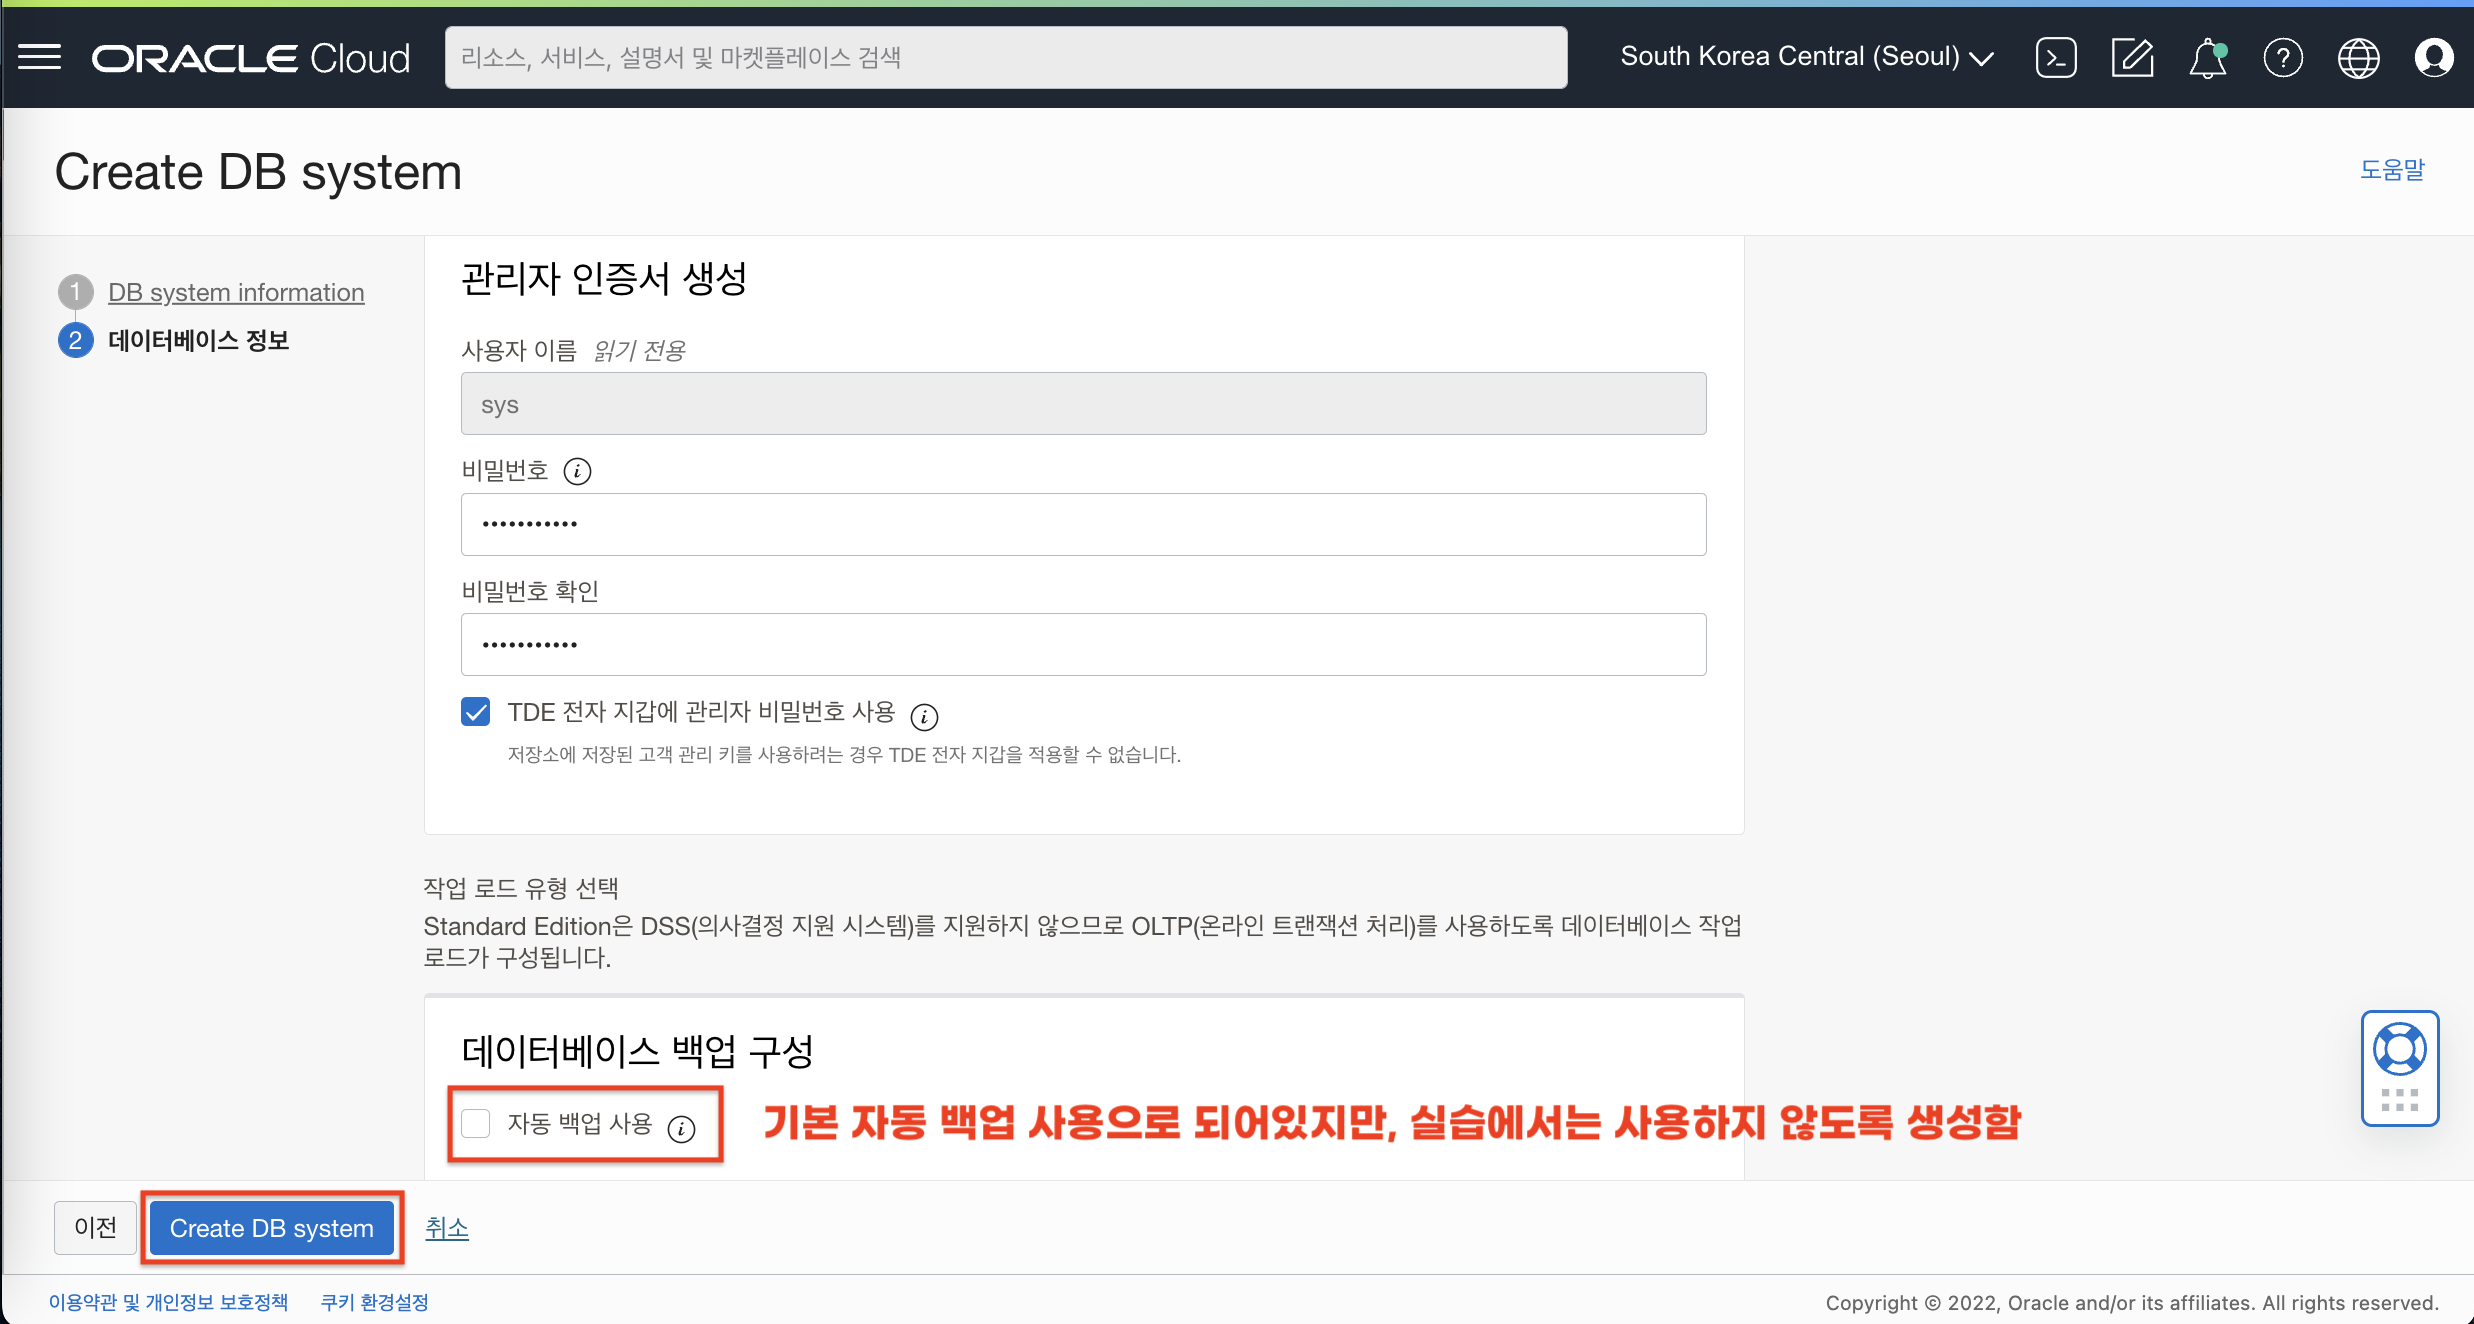 ORACLE Cloud
리소스, 서비스, 설명서 및 마켓플레이스 검색
South Korea Central (Seoul)
Create DB system
도움말
1 DB system information
2 데이터베이스 정보
관리자 인증서 생성
사용자 이름 읽기 전용
sys
비밀번호
•••••••••••
비밀번호 확인
•••••••••••
TDE 전자 지갑에 관리자 비밀번호 사용
저장소에 저장된 고객 관리 키를 사용하려는 경우 TDE 전자 지갑을 적용할 수 없습니다.
작업 로드 유형 선택
Standard Edition은 DSS(의사결정 지원 시스템)를 지원하지 않으므로 OLTP(온라인 트랜잭션 처리)를 사용하도록 데이터베이스 작업
로드가 구성됩니다.
데이터베이스 백업 구성
자동 백업 사용
기본 자동 백업 사용으로 되어있지만, 실습에서는 사용하지 않도록 생성함
이전
Create DB system
취소
이용약관 및 개인정보 보호정책
쿠키 환경설정
Copyright © 2022, Oracle and/or its affiliates. All rights reserved.